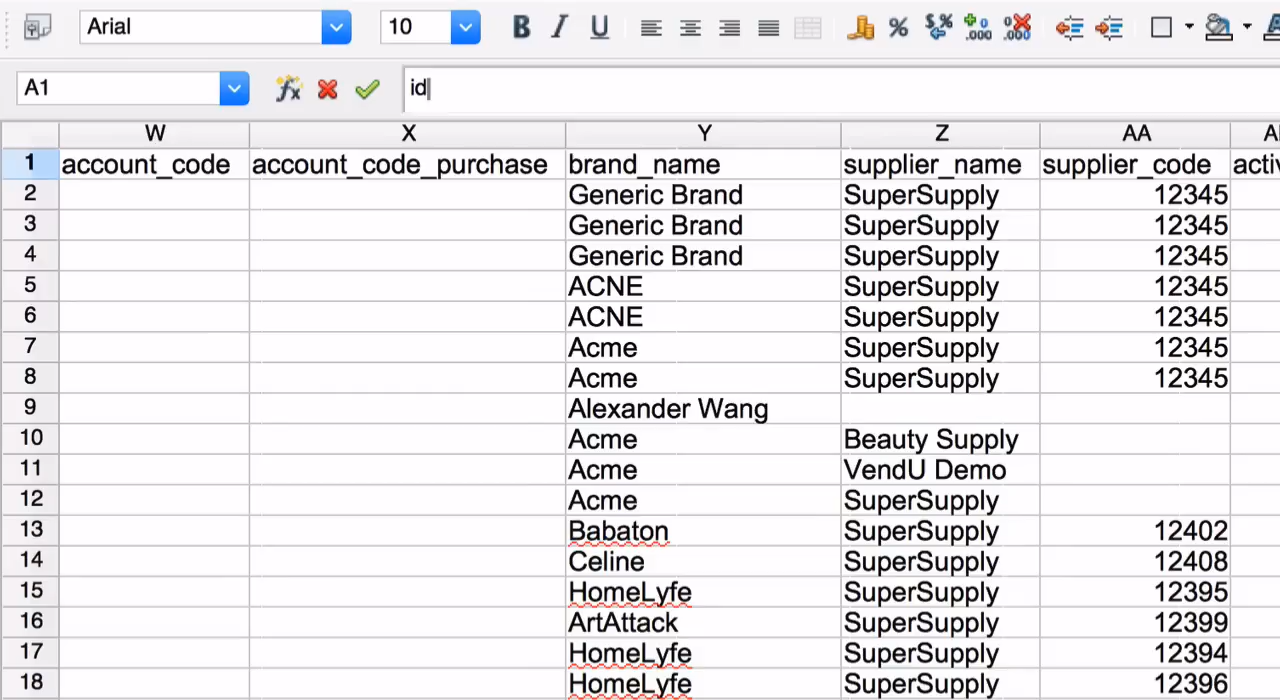 Arial 10 B I U % $,% .000 .000
A1 fx id
W X Y Z AA
1 account_code account_code_purchase brand_name supplier_name supplier_code
2 Generic Brand SuperSupply 12345
3 Generic Brand SuperSupply 12345
4 Generic Brand SuperSupply 12345
5 ACNE SuperSupply 12345
6 ACNE SuperSupply 12345
7 Acme SuperSupply 12345
8 Acme SuperSupply 12345
9 Alexander Wang
10 Acme Beauty Supply
11 Acme VendU Demo
12 Acme SuperSupply
13 Babaton SuperSupply 12402
14 Celine SuperSupply 12408
15 HomeLyfe SuperSupply 12395
16 ArtAttack SuperSupply 12399
17 HomeLyfe SuperSupply 12394
18 HomeLyfe SuperSupply 12396